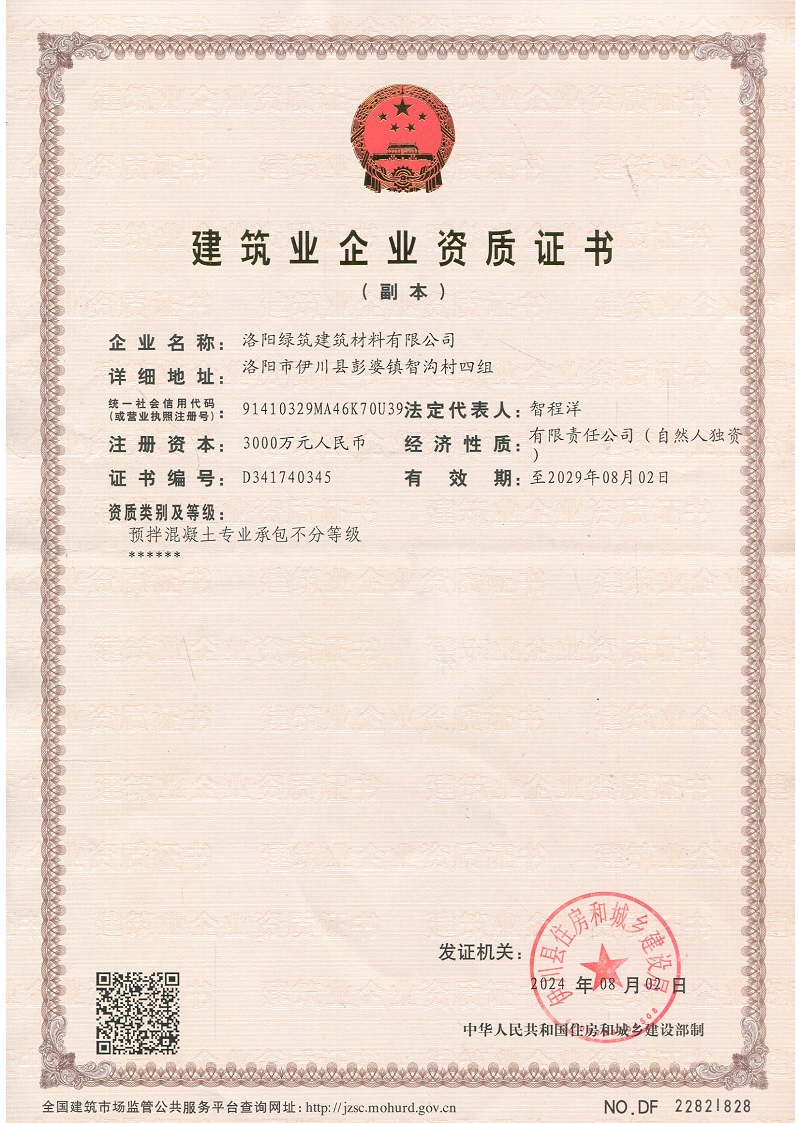 建筑业企业资质证书
（副本）
企业名称：洛阳绿筑建筑材料有限公司
详细地址：洛阳市伊川县彭婆镇智沟村四组
统一社会信用代码
（或营业执照注册号）：91410329MA46K70U39 法定代表人：智程洋
注册资本：3000万元人民币 经济性质：有限责任公司（自然人独资
）
证书编号：D341740345 有效期：至2029年08月02日
资质类别及等级：
预拌混凝土专业承包不分等级
******
伊川县住房和城乡建设局
发证机关：
2024 年 08 月 02 日
中华人民共和国住房和城乡建设部制
全国建筑市场监管公共服务平台查询网址：http://jzsc.mohurd.gov.cn
NO.DF 22821828